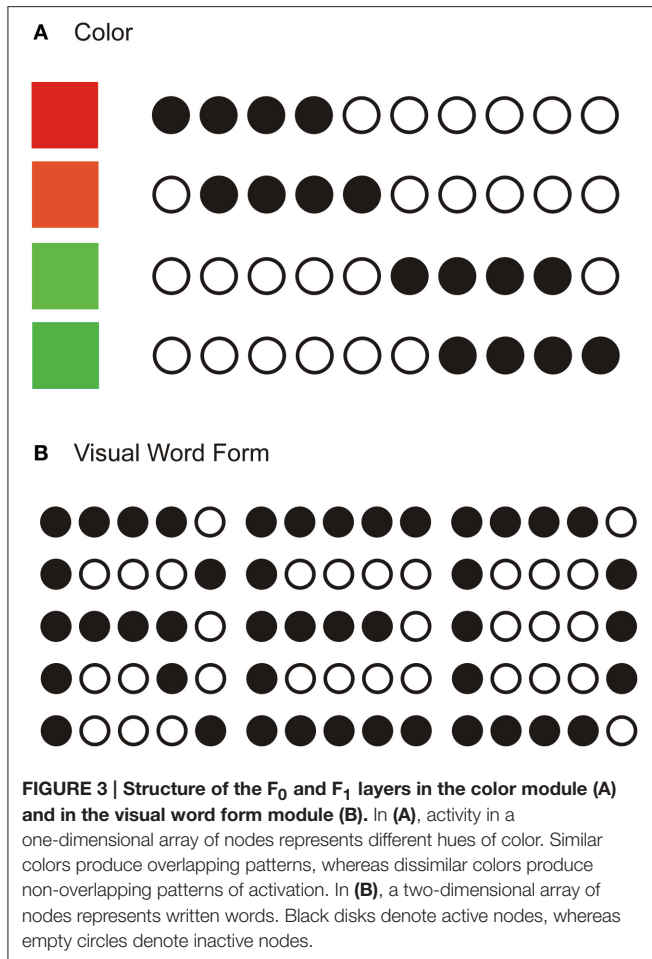 A Color
B Visual Word Form
FIGURE 3 | Structure of the F0 and F1 layers in the color module (A)
and in the visual word form module (B). In (A), activity in a
one-dimensional array of nodes represents different hues of color. Similar
colors produce overlapping patterns, whereas dissimilar colors produce
non-overlapping patterns of activation. In (B), a two-dimensional array of
nodes represents written words. Black disks denote active nodes, whereas
empty circles denote inactive nodes.